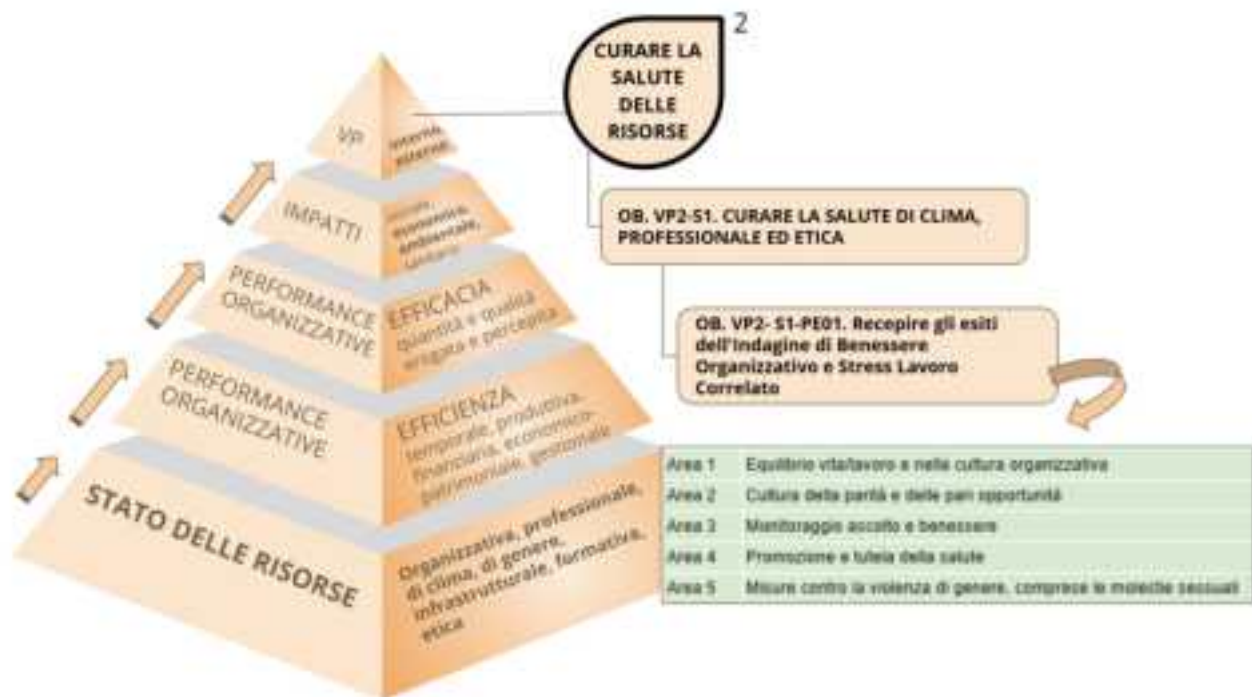 2
CURARE LA
SALUTE
DELLE
RISORSE
VP
Interno,
esterno,
IMPATTI
economico,
ambientale,
OB. VP2-S1. CURARE LA SALUTE DI CLIMA,
PROFESSIONALE ED ETICA
PERFORMANCE
ORGANIZZATIVE
EFFICACIA
quantità e qualità
erogata e percepita
OB. VP2- S1-PE01. Recepire gli esiti
dell'Indagine di Benessere
Organizzativo e Stress Lavoro
Correlato
PERFORMANCE
ORGANIZZATIVE
EFFICIENZA
temporale, produttiva,
finanziaria, economico-
patrimoniale, gestionale
STATO DELLE RISORSE
Organizzativa, professionale,
di clima, di genere,
infrastrutturale, formativa,
etica
Area 1 Equilibrio vita/lavoro e nella cultura organizzativa
Area 2 Cultura della parità e delle pari opportunità
Area 3 Monitoraggio ascolto e benessere
Area 4 Promozione e tutela della salute
Area 5 Misure contro la violenza di genere, comprese le molestie sessuali